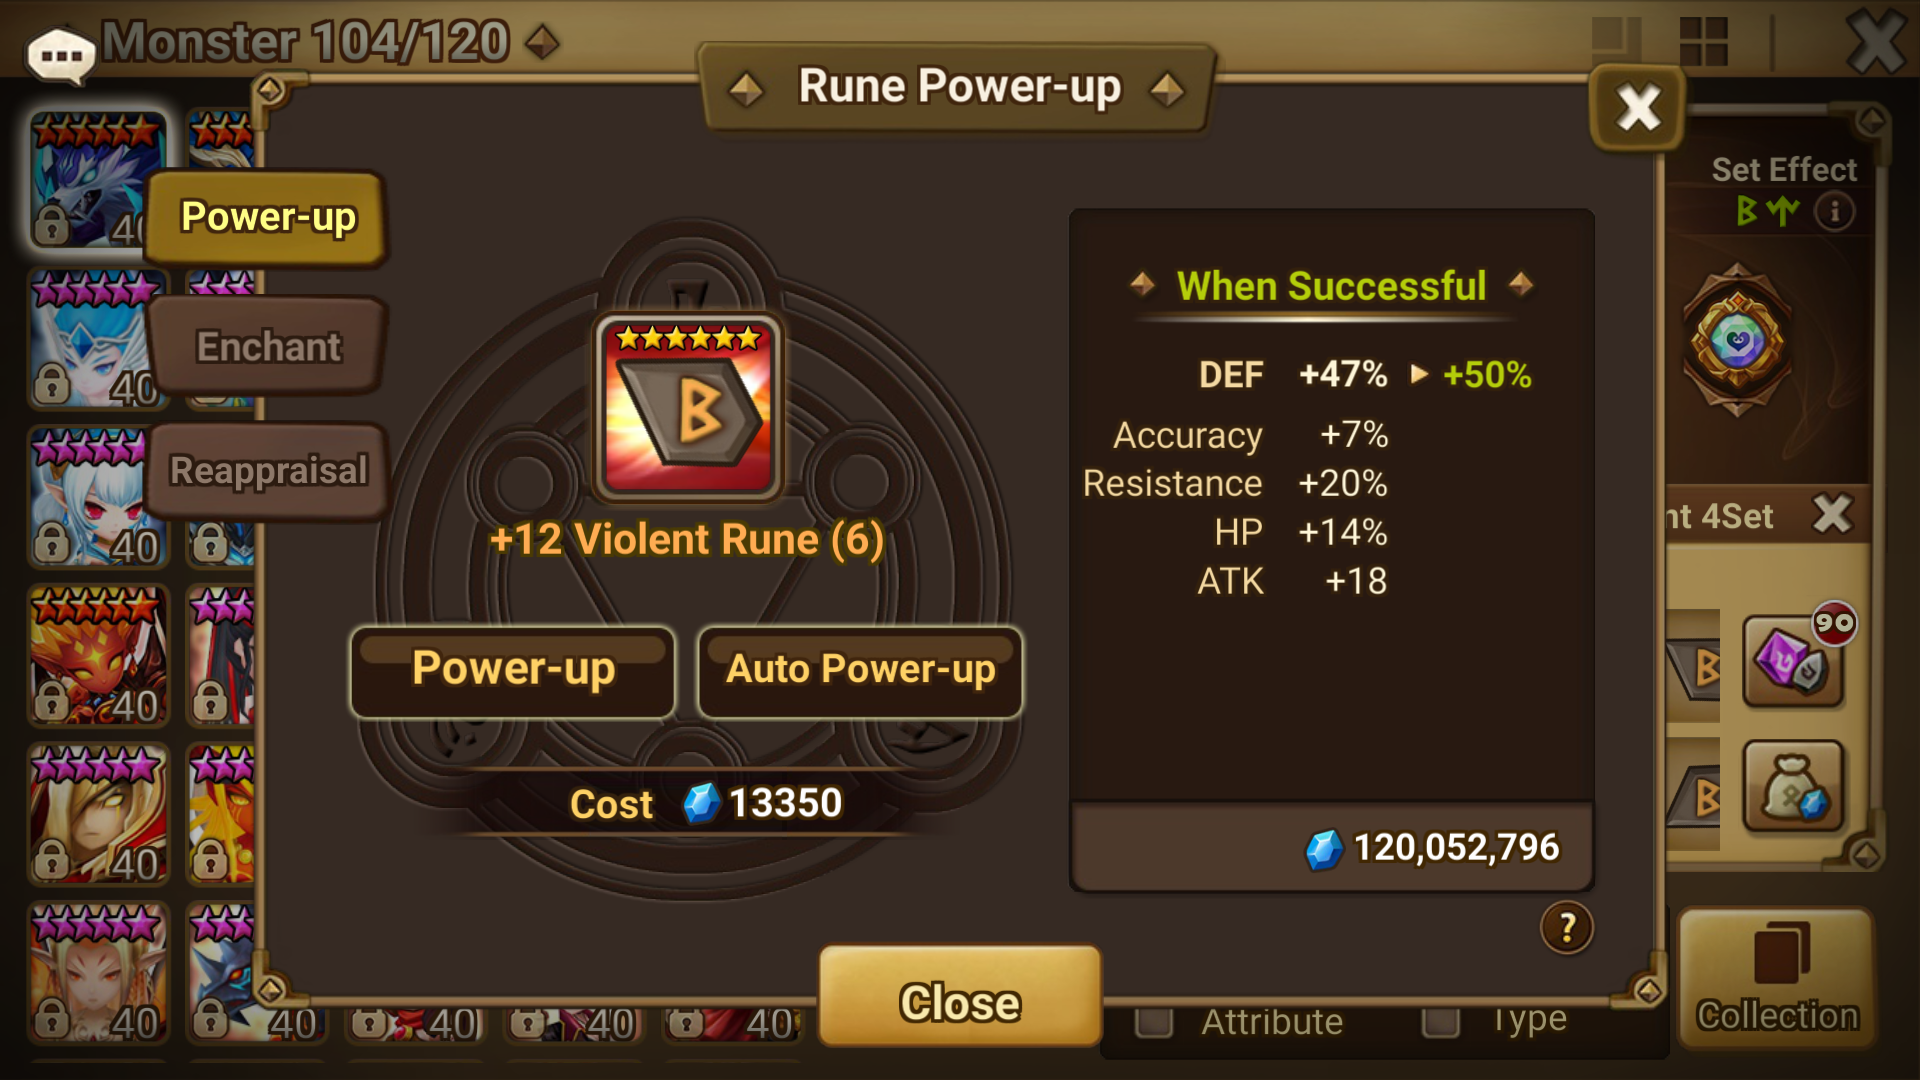 Monster 104/120
Rune Power-up
Set Effect
Power-up
Enchant
Reappraisal
+12 Violent Rune (6)
Power-up
Auto Power-up
Cost 13350
When Successful
DEF +47% +50%
Accuracy +7%
Resistance +20%
HP +14%
ATK +18
120,052,796
?
nt 4Set
90
40
40
40
40
40
40
40
40
40
40
Close
Attribute
Type
Collection